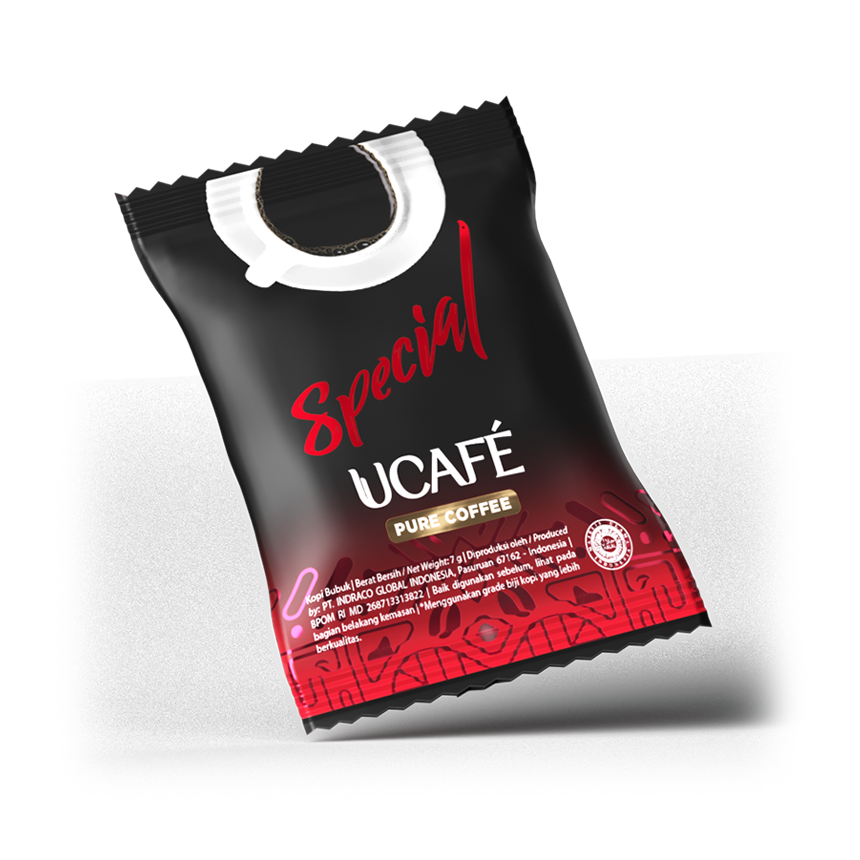 Special
UCAFÉ
PURE COFFEE
Kopi Bubuk | Berat Bersih / Net Weight: 7 g | Diproduksi oleh / Produced
by: PT. INDRACO GLOBAL INDONESIA, Pasuruan 67162 - Indonesia |
BPOM RI MD 268713313822 | Baik digunakan sebelum, lihat pada
bagian belakang kemasan | *Menggunakan grade biji kopi yang lebih
berkualitas.